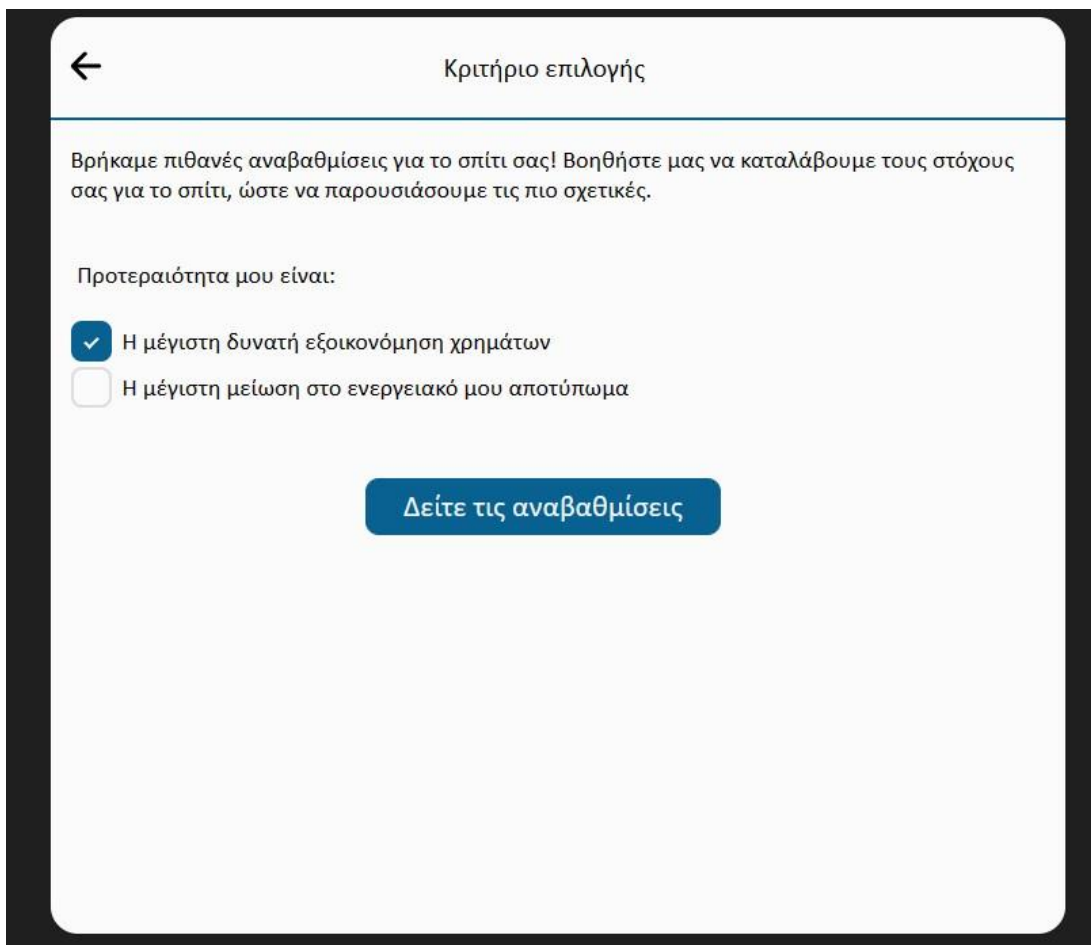 Κριτήριο επιλογής
Βρήκαμε πιθανές αναβαθμίσεις για το σπίτι σας! Βοηθήστε μας να καταλάβουμε τους στόχους
σας για το σπίτι, ώστε να παρουσιάσουμε τις πιο σχετικές.
Προτεραιότητα μου είναι:
Η μέγιστη δυνατή εξοικονόμηση χρημάτων
Η μέγιστη μείωση στο ενεργειακό μου αποτύπωμα
Δείτε τις αναβαθμίσεις